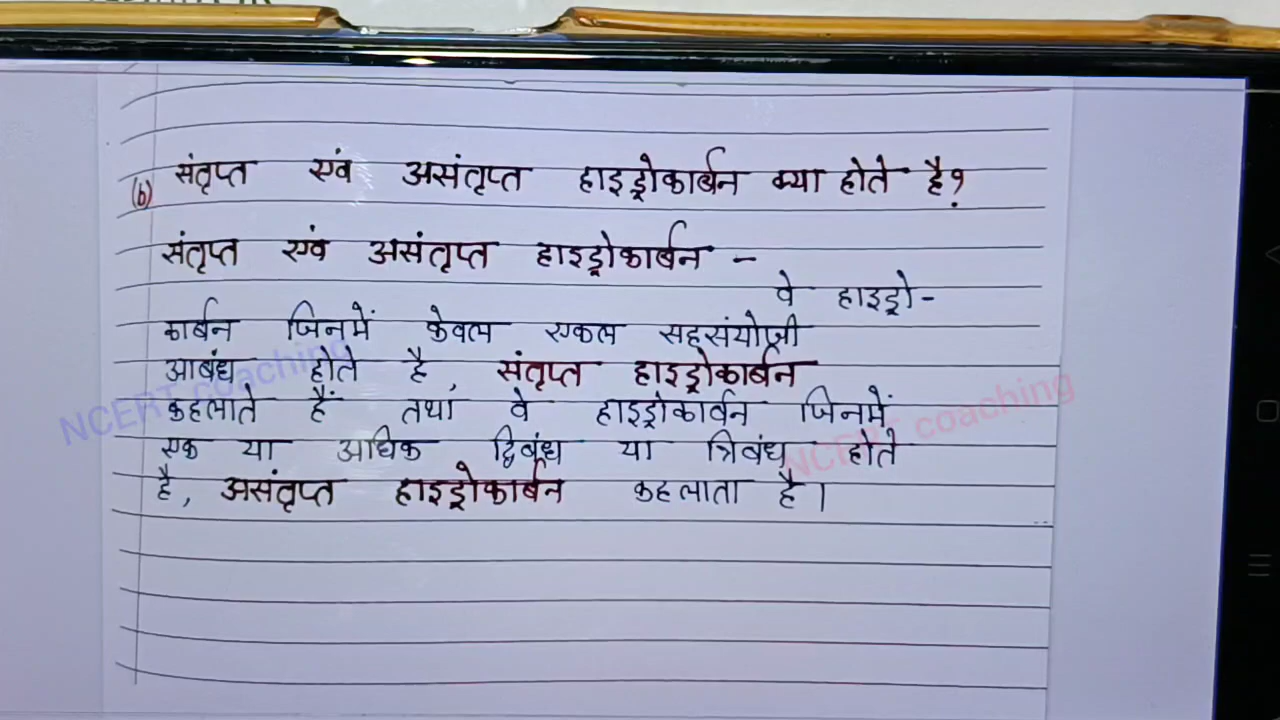 (b) संतृप्त एवं असंतृप्त हाइड्रोकार्बन क्या होते है?
संतृप्त एवं असंतृप्त हाइड्रोकार्बन -
वे हाइड्रो-
कार्बन जिनमें केवल एकल सहसंयोजी
आबंध होते है, संतृप्त हाइड्रोकार्बन
कहलाते हैं तथा वे हाइड्रोकार्बन जिनमें
एक या अधिक द्विबंध या त्रिबंध होते
है, असंतृप्त हाइड्रोकार्बन कहलाता है।
NCERT coaching
NCERT coaching